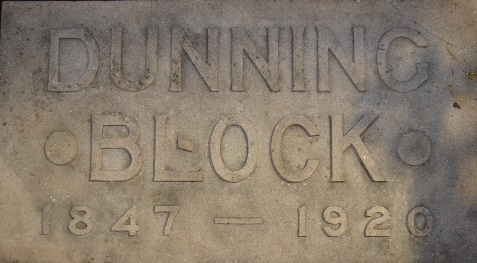 DUNNING
BLOCK
1847 — 1920